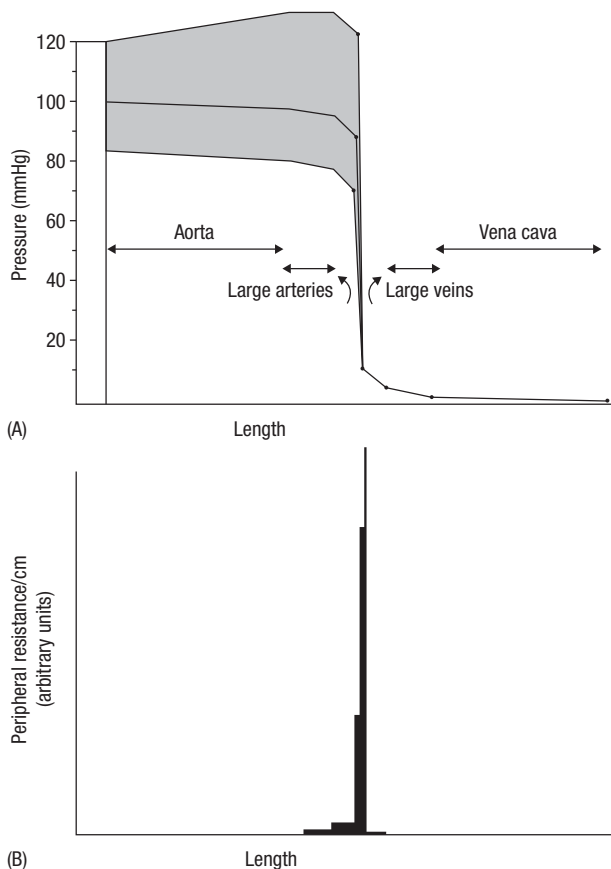 120
100
80
60
40
20
Pressure (mmHg)
Aorta
Vena cava
Large arteries
Large veins
(A)
Length
Peripheral resistance/cm
(arbitrary units)
(B)
Length